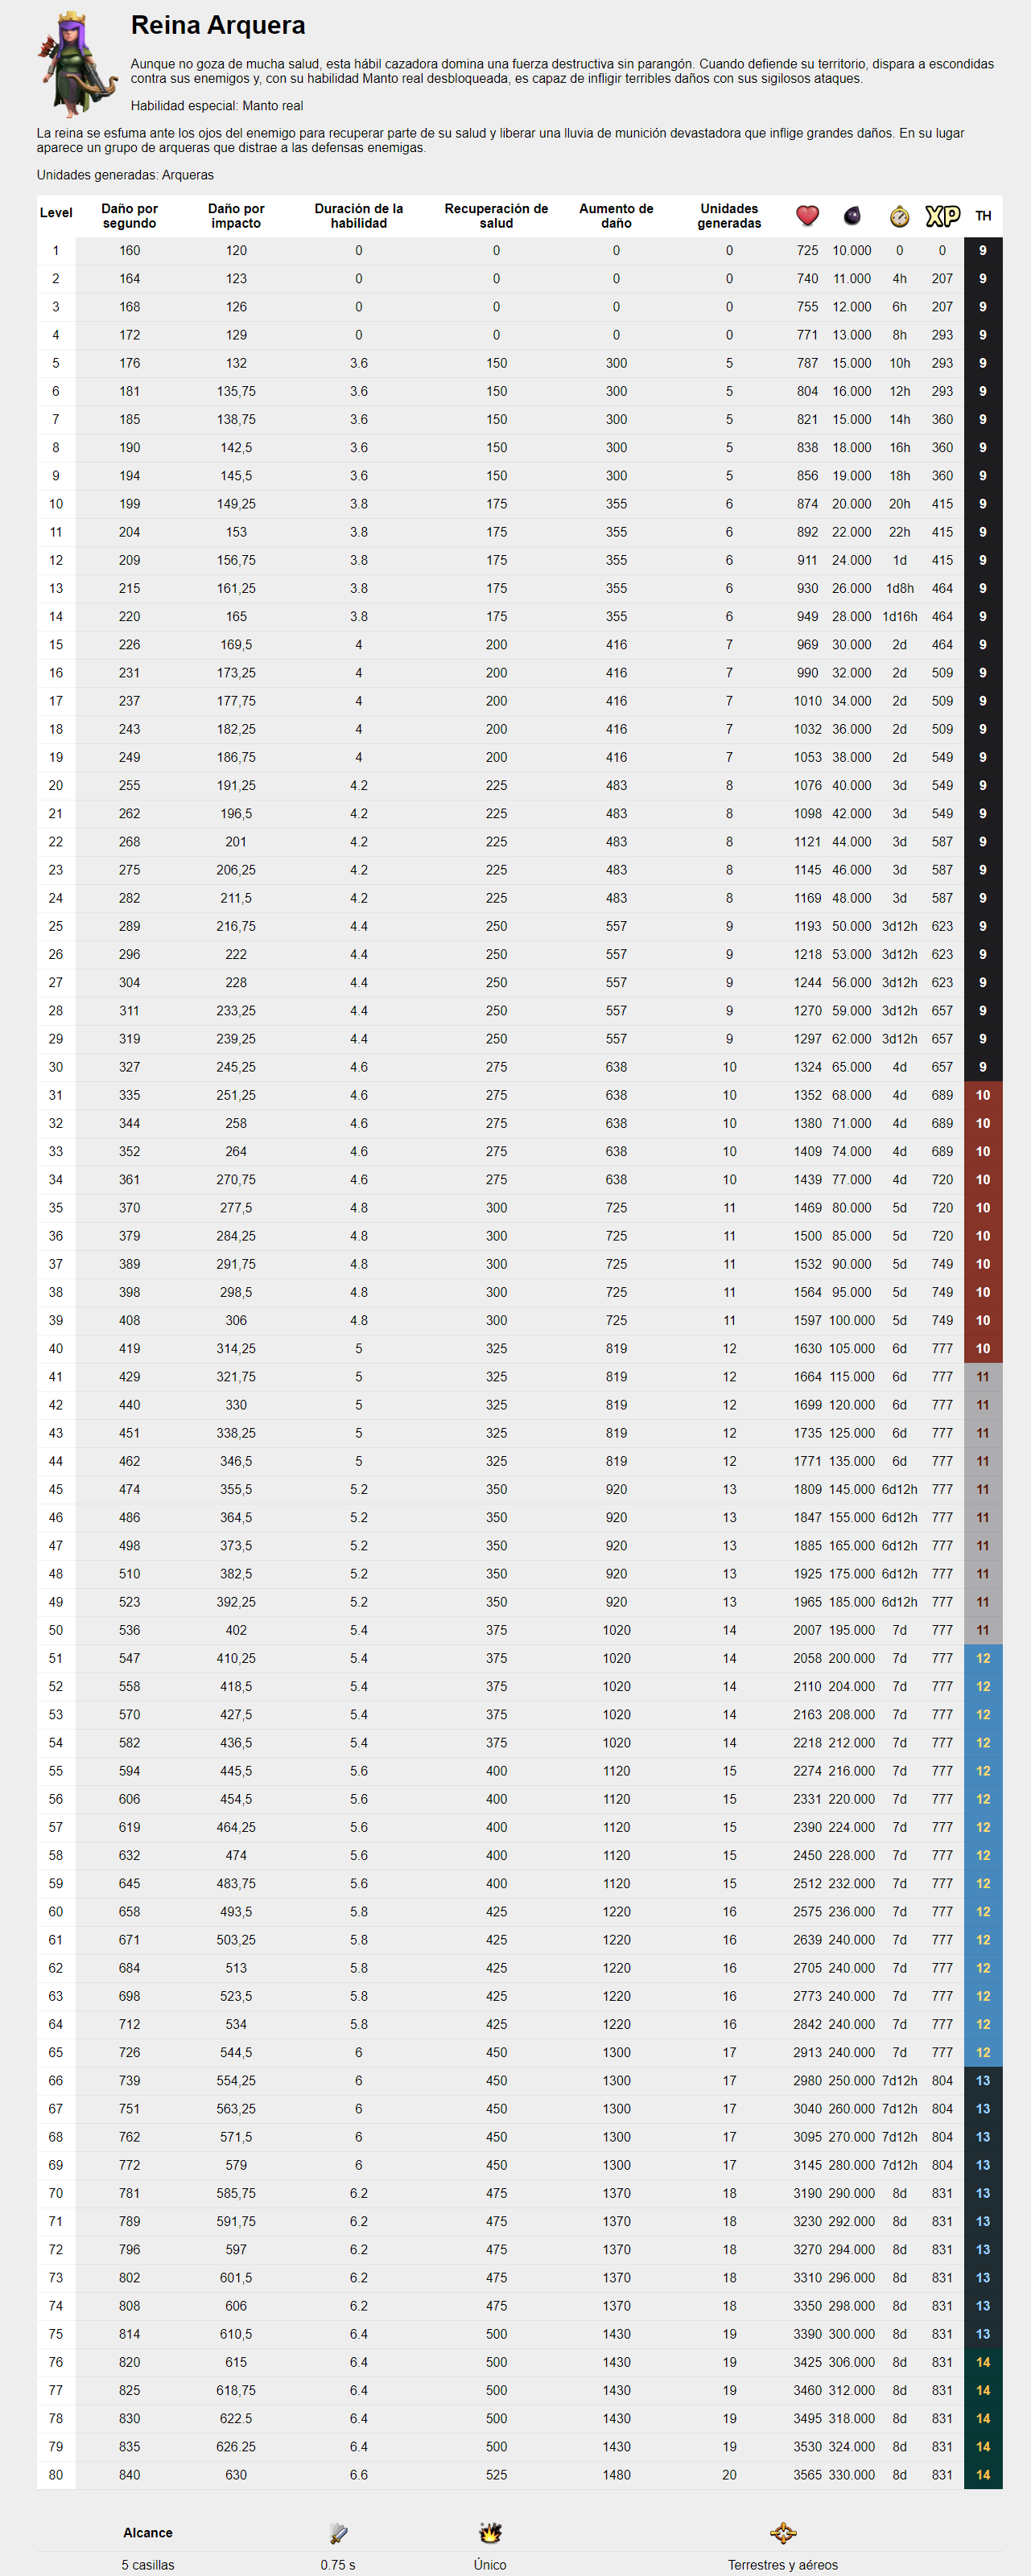 Reina Arquera
Aunque no goza de mucha salud, esta hábil cazadora domina una fuerza destructiva sin parangón. Cuando defiende su territorio, dispara a escondidas
contra sus enemigos y, con su habilidad Manto real desbloqueada, es capaz de infligir terribles daños con sus sigilosos ataques.
Habilidad especial: Manto real
La reina se esfuma ante los ojos del enemigo para recuperar parte de su salud y liberar una lluvia de munición devastadora que inflige grandes daños. En su lugar
aparece un grupo de arqueras que distrae a las defensas enemigas.
Unidades generadas: Arqueras
Level Daño por segundo Daño por impacto Duración de la habilidad Recuperación de salud Aumento de daño Unidades generadas XP TH
1 160 120 0 0 0 0 725 10.000 0 0 9
2 164 123 0 0 0 0 740 11.000 4h 207 9
3 168 126 0 0 0 0 755 12.000 6h 207 9
4 172 129 0 0 0 0 771 13.000 8h 293 9
5 176 132 3.6 150 300 5 787 15.000 10h 293 9
6 181 135,75 3.6 150 300 5 804 16.000 12h 293 9
7 185 138,75 3.6 150 300 5 821 15.000 14h 360 9
8 190 142,5 3.6 150 300 5 838 18.000 16h 360 9
9 194 145,5 3.6 150 300 5 856 19.000 18h 360 9
10 199 149,25 3.8 175 355 6 874 20.000 20h 415 9
11 204 153 3.8 175 355 6 892 22.000 22h 415 9
12 209 156,75 3.8 175 355 6 911 24.000 1d 415 9
13 215 161,25 3.8 175 355 6 930 26.000 1d8h 464 9
14 220 165 3.8 175 355 6 949 28.000 1d16h 464 9
15 226 169,5 4 200 416 7 969 30.000 2d 464 9
16 231 173,25 4 200 416 7 990 32.000 2d 509 9
17 237 177,75 4 200 416 7 1010 34.000 2d 509 9
18 243 182,25 4 200 416 7 1032 36.000 2d 509 9
19 249 186,75 4 200 416 7 1053 38.000 2d 549 9
20 255 191,25 4.2 225 483 8 1076 40.000 3d 549 9
21 262 196,5 4.2 225 483 8 1098 42.000 3d 549 9
22 268 201 4.2 225 483 8 1121 44.000 3d 587 9
23 275 206,25 4.2 225 483 8 1145 46.000 3d 587 9
24 282 211,5 4.2 225 483 8 1169 48.000 3d 587 9
25 289 216,75 4.4 250 557 9 1193 50.000 3d12h 623 9
26 296 222 4.4 250 557 9 1218 53.000 3d12h 623 9
27 304 228 4.4 250 557 9 1244 56.000 3d12h 623 9
28 311 233,25 4.4 250 557 9 1270 59.000 3d12h 657 9
29 319 239,25 4.4 250 557 9 1297 62.000 3d12h 657 9
30 327 245,25 4.6 275 638 10 1324 65.000 4d 657 9
31 335 251,25 4.6 275 638 10 1352 68.000 4d 689 10
32 344 258 4.6 275 638 10 1380 71.000 4d 689 10
33 352 264 4.6 275 638 10 1409 74.000 4d 689 10
34 361 270,75 4.6 275 638 10 1439 77.000 4d 720 10
35 370 277,5 4.8 300 725 11 1469 80.000 5d 720 10
36 379 284,25 4.8 300 725 11 1500 85.000 5d 720 10
37 389 291,75 4.8 300 725 11 1532 90.000 5d 749 10
38 398 298,5 4.8 300 725 11 1564 95.000 5d 749 10
39 408 306 4.8 300 725 11 1597 100.000 5d 749 10
40 419 314,25 5 325 819 12 1630 105.000 6d 777 10
41 429 321,75 5 325 819 12 1664 115.000 6d 777 11
42 440 330 5 325 819 12 1699 120.000 6d 777 11
43 451 338,25 5 325 819 12 1735 125.000 6d 777 11
44 462 346,5 5 325 819 12 1771 135.000 6d 777 11
45 474 355,5 5.2 350 920 13 1809 145.000 6d12h 777 11
46 486 364,5 5.2 350 920 13 1847 155.000 6d12h 777 11
47 498 373,5 5.2 350 920 13 1885 165.000 6d12h 777 11
48 510 382,5 5.2 350 920 13 1925 175.000 6d12h 777 11
49 523 392,25 5.2 350 920 13 1965 185.000 6d12h 777 11
50 536 402 5.4 375 1020 14 2007 195.000 7d 777 11
51 547 410,25 5.4 375 1020 14 2058 200.000 7d 777 12
52 558 418,5 5.4 375 1020 14 2110 204.000 7d 777 12
53 570 427,5 5.4 375 1020 14 2163 208.000 7d 777 12
54 582 436,5 5.4 375 1020 14 2218 212.000 7d 777 12
55 594 445,5 5.6 400 1120 15 2274 216.000 7d 777 12
56 606 454,5 5.6 400 1120 15 2331 220.000 7d 777 12
57 619 464,25 5.6 400 1120 15 2390 224.000 7d 777 12
58 632 474 5.6 400 1120 15 2450 228.000 7d 777 12
59 645 483,75 5.6 400 1120 15 2512 232.000 7d 777 12
60 658 493,5 5.8 425 1220 16 2575 236.000 7d 777 12
61 671 503,25 5.8 425 1220 16 2639 240.000 7d 777 12
62 684 513 5.8 425 1220 16 2705 240.000 7d 777 12
63 698 523,5 5.8 425 1220 16 2773 240.000 7d 777 12
64 712 534 5.8 425 1220 16 2842 240.000 7d 777 12
65 726 544,5 6 450 1300 17 2913 240.000 7d 777 12
66 739 554,25 6 450 1300 17 2980 250.000 7d12h 804 13
67 751 563,25 6 450 1300 17 3040 260.000 7d12h 804 13
68 762 571,5 6 450 1300 17 3095 270.000 7d12h 804 13
69 772 579 6 450 1300 17 3145 280.000 7d12h 804 13
70 781 585,75 6.2 475 1370 18 3190 290.000 8d 831 13
71 789 591,75 6.2 475 1370 18 3230 292.000 8d 831 13
72 796 597 6.2 475 1370 18 3270 294.000 8d 831 13
73 802 601,5 6.2 475 1370 18 3310 296.000 8d 831 13
74 808 606 6.2 475 1370 18 3350 298.000 8d 831 13
75 814 610,5 6.4 500 1430 19 3390 300.000 8d 831 13
76 820 615 6.4 500 1430 19 3425 306.000 8d 831 14
77 825 618,75 6.4 500 1430 19 3460 312.000 8d 831 14
78 830 622.5 6.4 500 1430 19 3495 318.000 8d 831 14
79 835 626.25 6.4 500 1430 19 3530 324.000 8d 831 14
80 840 630 6.6 525 1480 20 3565 330.000 8d 831 14
Alcance
5 casillas 0.75 s Único Terrestres y aéreos